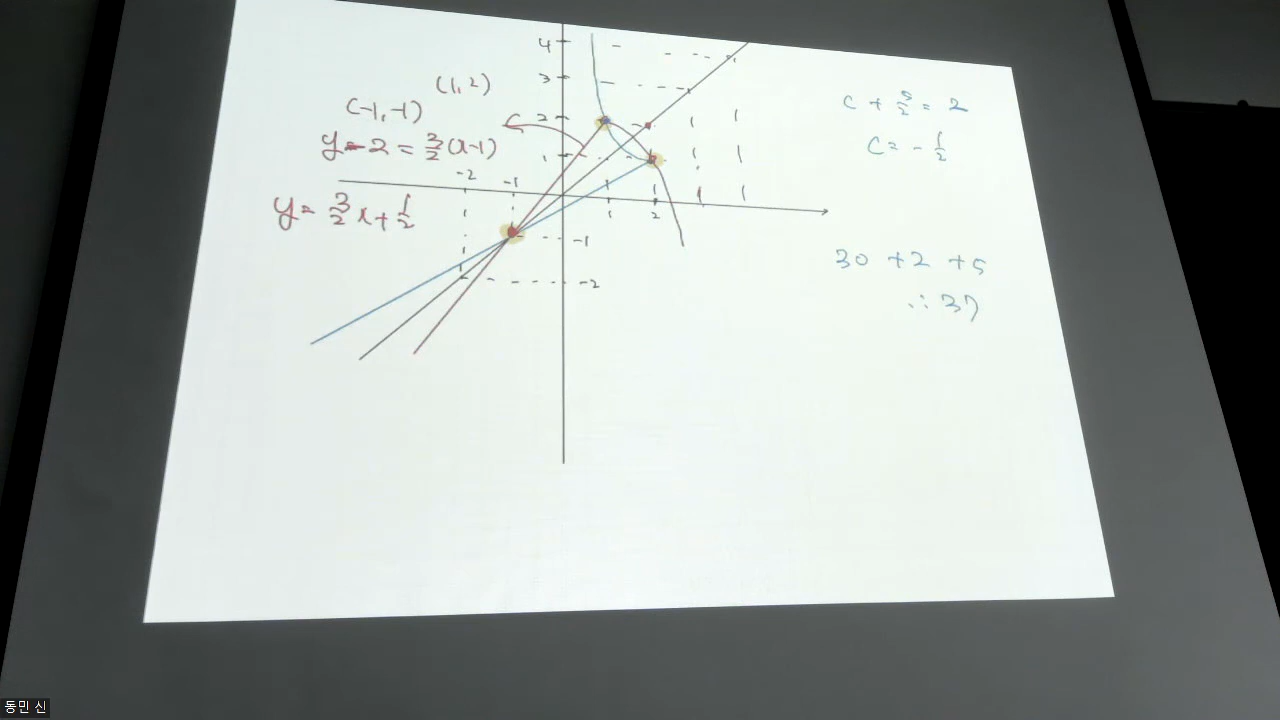 4
3
2
1
-2
-1
1
2
-1
-2
(1, 2)
(-1, -1)
y-2 = 3/2(x-1)
y = 3/2x + 1/2
c + 5/2 = 2
c = -1/2
30 +2 +5
∴ 37
동민 신